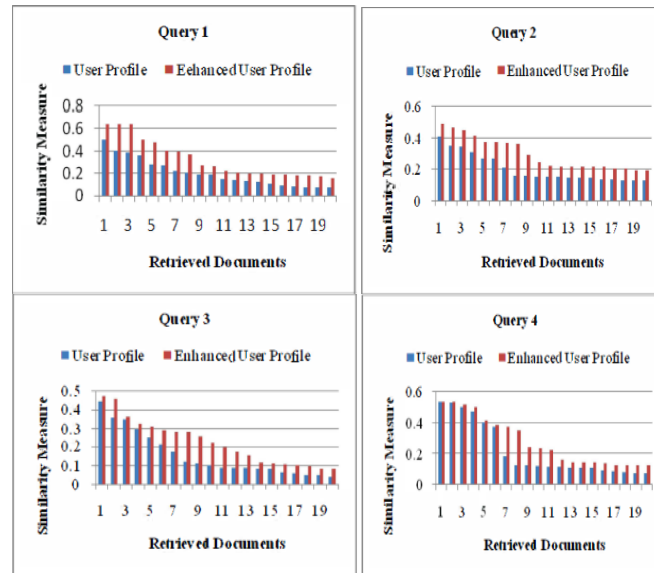 Query 1
User Profile Eehanced User Profile
Similarity Measure
0.8
0.6
0.4
0.2
0
1 3 5 7 9 11 13 15 17 19
Retrieved Documents
Query 2
User Profile Enhanced User Profile
Similarity Measure
0.6
0.4
0.2
0
1 3 5 7 9 11 13 15 17 19
Retrieved Documents
Query 3
User Profile Enhanced User Profile
Similarity Measure
0.5
0.4
0.3
0.2
0.1
0
1 3 5 7 9 11 13 15 17 19
Retrieved Documents
Query 4
User Profile Enhanced User Profile
Similarity Measure
0.6
0.4
0.2
0
1 3 5 7 9 11 13 15 17 19
Retrieved Documents